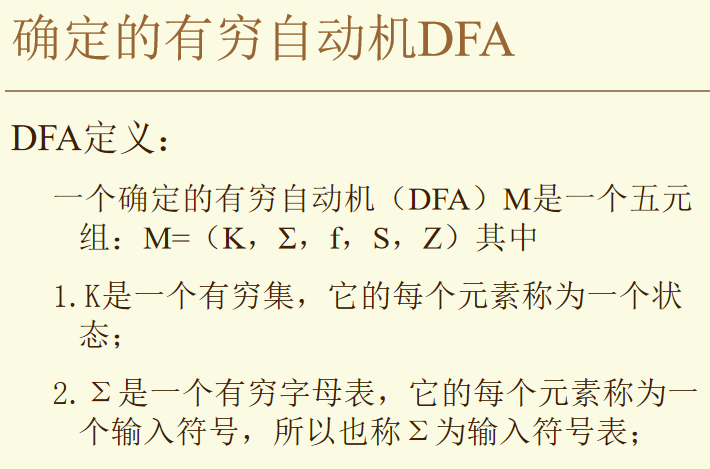 确定的有穷自动机DFA
DFA定义：
一个确定的有穷自动机（DFA）M是一个五元
组：M=（K，Σ，f，S，Z）其中
1.K是一个有穷集，它的每个元素称为一个状
态；
2.Σ是一个有穷字母表，它的每个元素称为一
个输入符号，所以也称Σ为输入符号表；